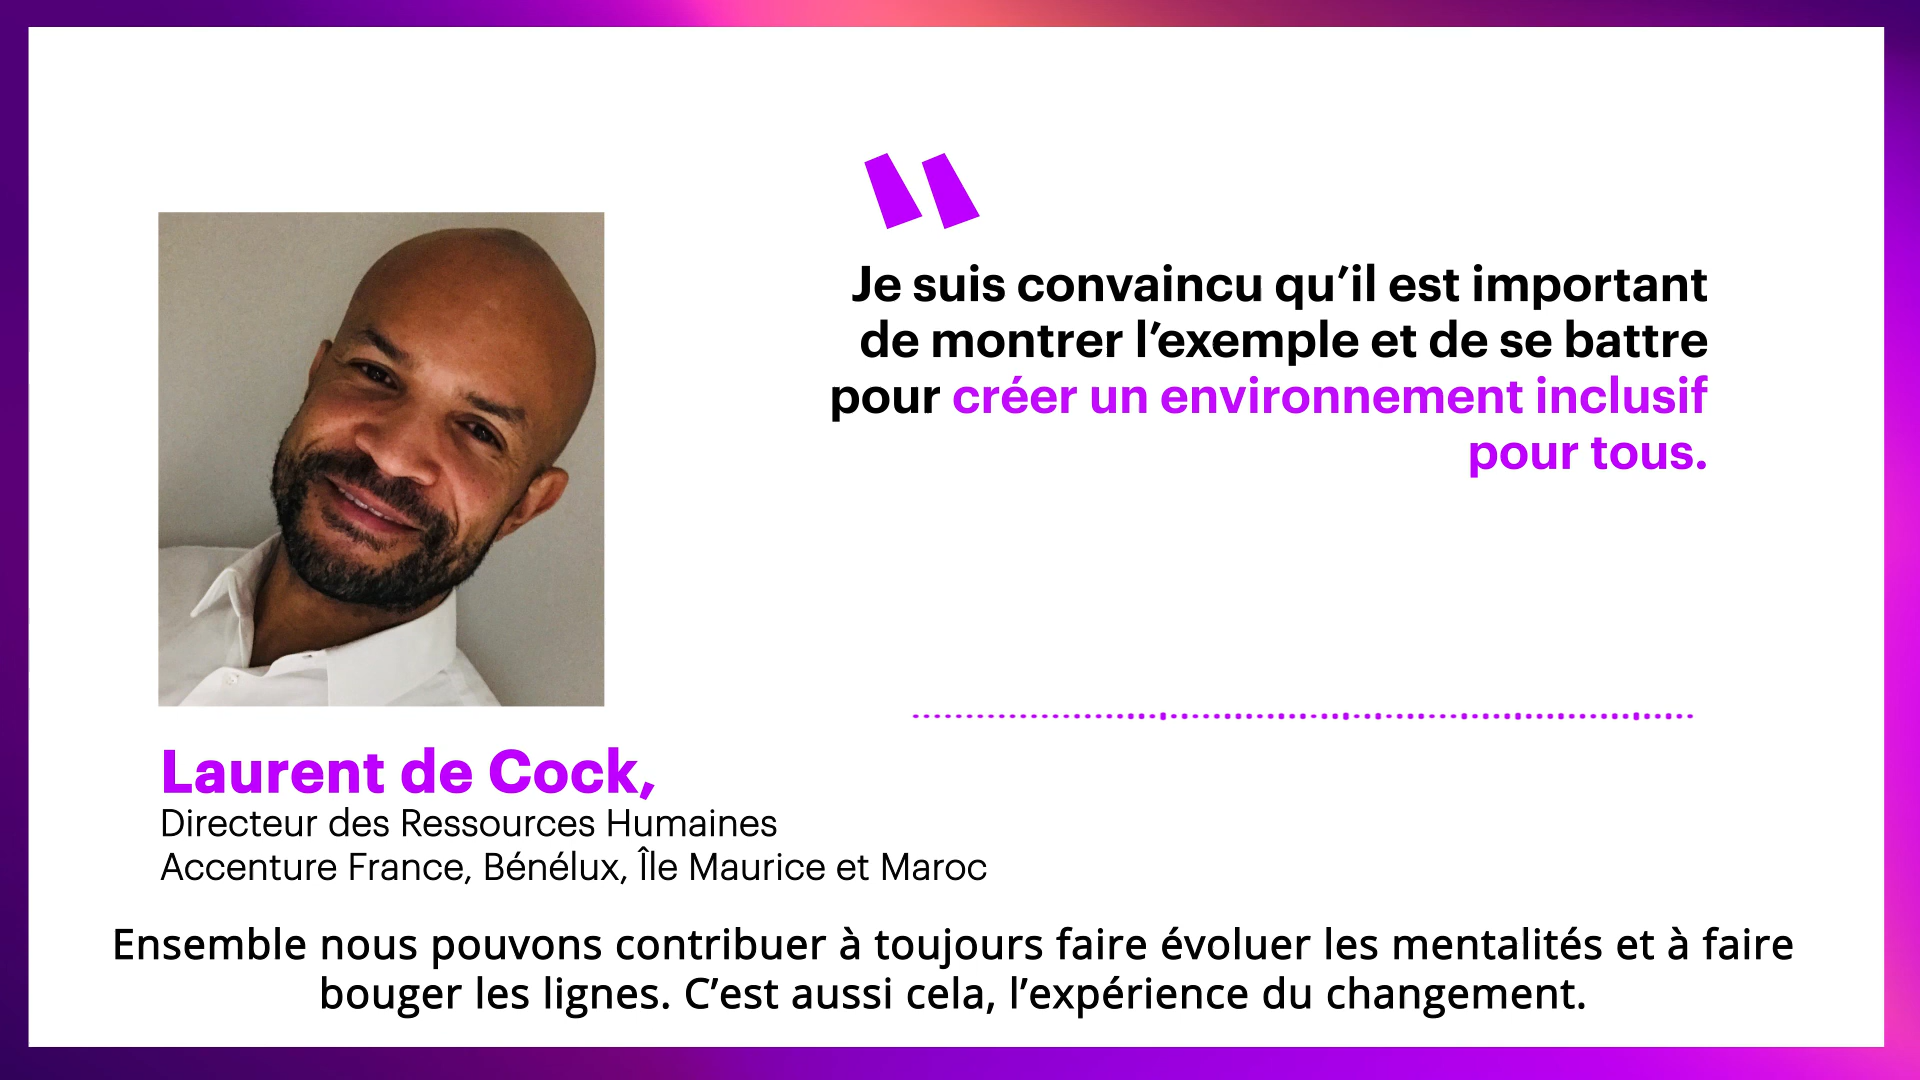 Je suis convaincu qu’il est important
de montrer l’exemple et de se battre
pour créer un environnement inclusif
pour tous.
Laurent de Cock,
Directeur des Ressources Humaines
Accenture France, Bénélux, Île Maurice et Maroc
Ensemble nous pouvons contribuer à toujours faire évoluer les mentalités et à faire
bouger les lignes. C’est aussi cela, l’expérience du changement.